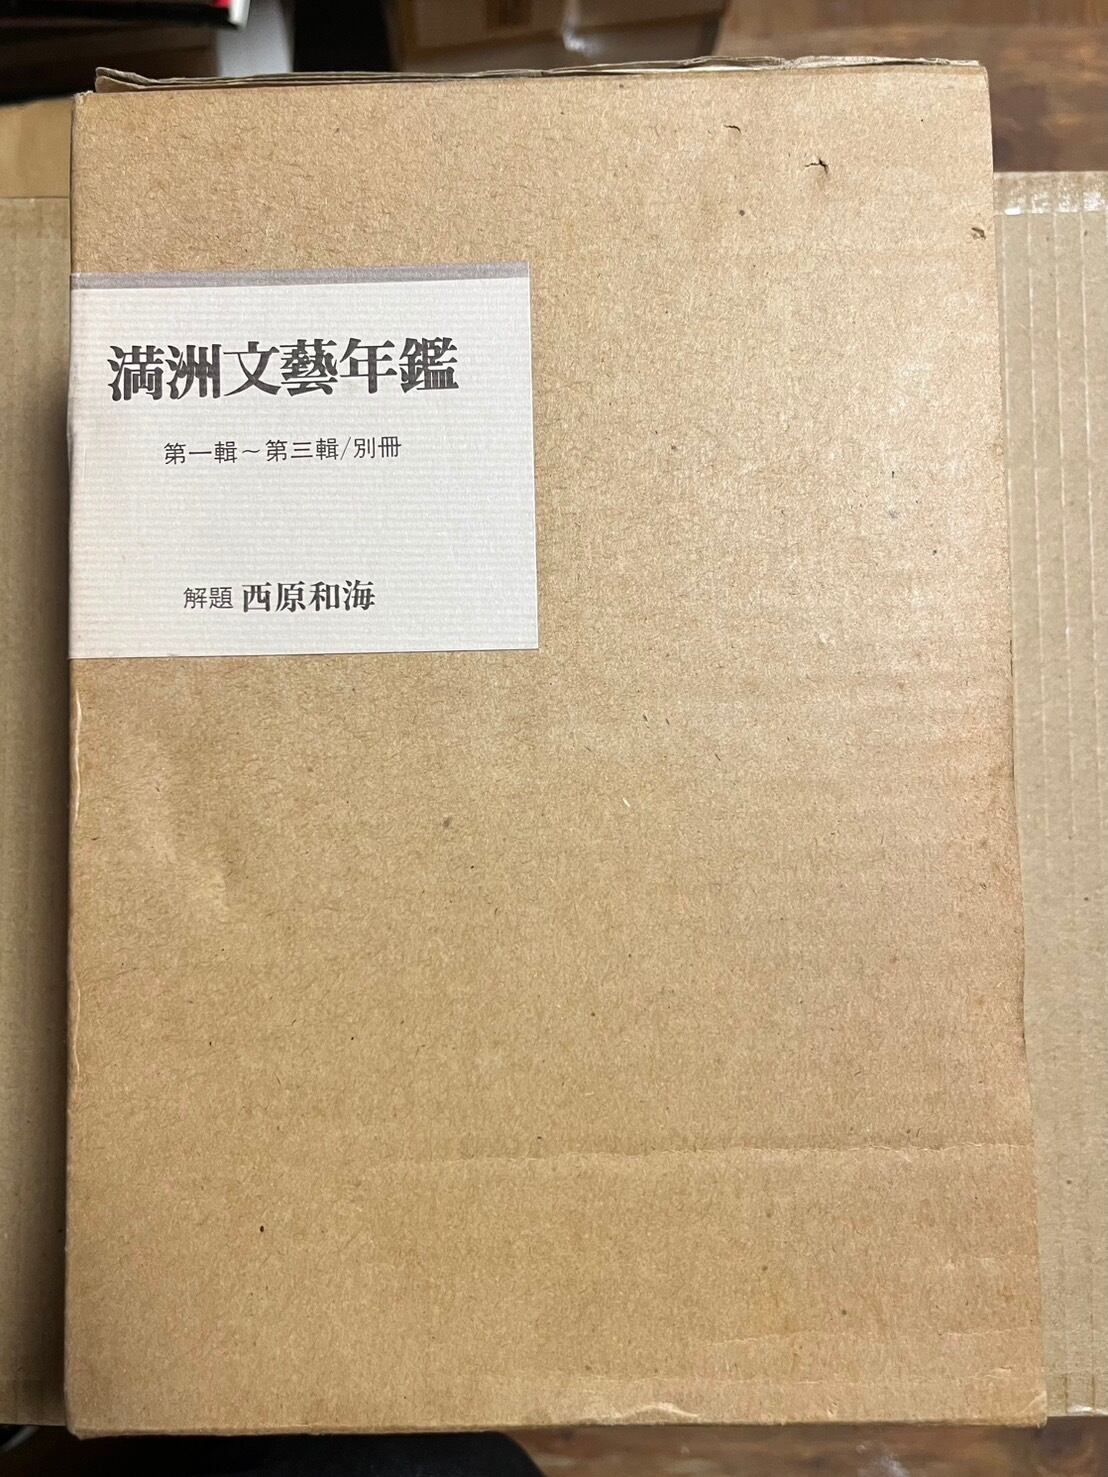 満洲文藝年鑑
第一輯～第三輯/別冊
解題 西原和海